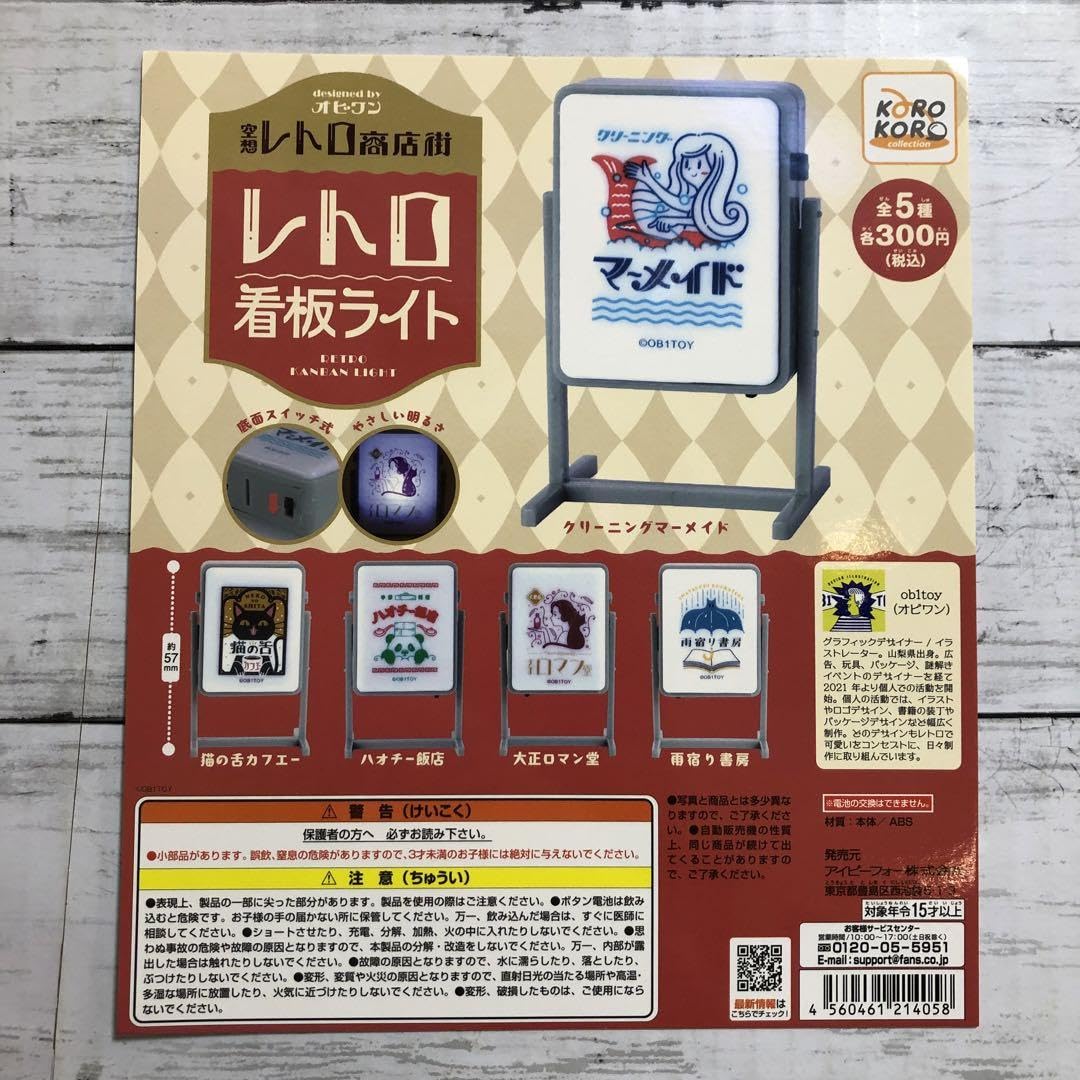 designed by
オビワン
空想
レトロ商店街
レトロ
看板ライト
RETRO
KANBAN LIGHT
KORO
KORO
collection
全5種
各300円
(税込)
クリーニング
マーメイド
©OB1TOY
底面スイッチ式
やさしい明るさ
クリーニングマーメイド
約57mm
NEKO NO SHITA
猫の舌
カフェー
©OB1TOY
ハオチー飯店
©OB1TOY
ロマン
©OB1TOY
雨宿り書房
©OB1TOY
猫の舌カフェー
ハオチー飯店
大正ロマン堂
雨宿り書房
©OB1TOY
DESIGN ILLUSTRATION
ob1toy
(オビワン)
グラフィックデザイナー / イラ
ストレーター。山梨県出身。広
告、玩具、パッケージ、謎解き
イベントのデザイナーを経て
2021 年より個人での活動を開
始。個人の活動では、イラスト
やロゴデザイン、書籍の装丁や
パッケージデザインなど幅広く
制作。どのデザインもレトロで
可愛いをコンセプトに、日々制
作に取り組んでいます。
⚠ 警 告(けいこく)
保護者の方へ 必ずお読み下さい。
●小部品があります。誤飲、窒息の危険がありますので、3才未満のお子様には絶対に与えないでください。
⚠ 注 意(ちゅうい)
●表現上、製品の一部に尖った部分があります。製品を使用の際はご注意ください。●ボタン電池は飲み
込むと危険です。お子様の手の届かない所に保管してください。万一、飲み込んだ場合は、すぐに医師に
相談してください。●ショートさせたり、充電、分解、加熱、火の中に入れたりしないでください。●思
わぬ事故の危険や故障の原因となりますので、本製品の分解・改造をしないでください。万一、内部が露
出した場合は触れたりしないでください。●故障の原因となりますので、水に濡らしたり、落としたり、
ぶつけたりしないでください。●変形、変質や火災の原因となりますので、直射日光の当たる場所や高温・
多湿な場所に放置したり、火気に近づけたりしないでください。●変形、破損したものは、ご使用になら
ないでください。
●写真と商品とは多少異な
りますので、ご了承くださ
い。●自動販売機の性質
上、同じ商品が続けて出
てくることがありますの
で、ご了承ください。
※電池の交換はできません。
材質:本体/ ABS
発売元
アイピーフォー株式会社
東京都豊島区西池袋5-1-3
対象年令15才以上
お客様サービスセンター
営業時間/10:00~17:00(土日祝除く)
0120-05-5951
E-mail:support@fans.co.jp
最新情報は
こちらでチェック!
4 560461 214058